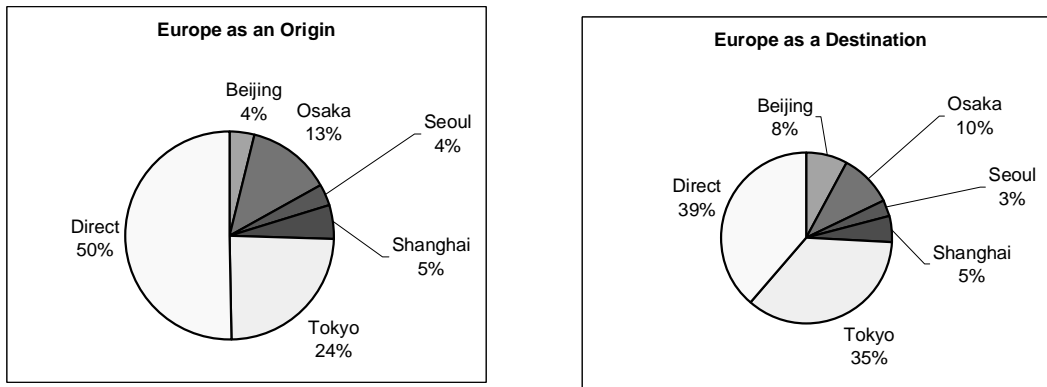 Europe as an Origin
Beijing
4%
Osaka
13%
Seoul
4%
Shanghai
5%
Tokyo
24%
Direct
50%
Europe as a Destination
Beijing
8%
Osaka
10%
Seoul
3%
Shanghai
5%
Tokyo
35%
Direct
39%